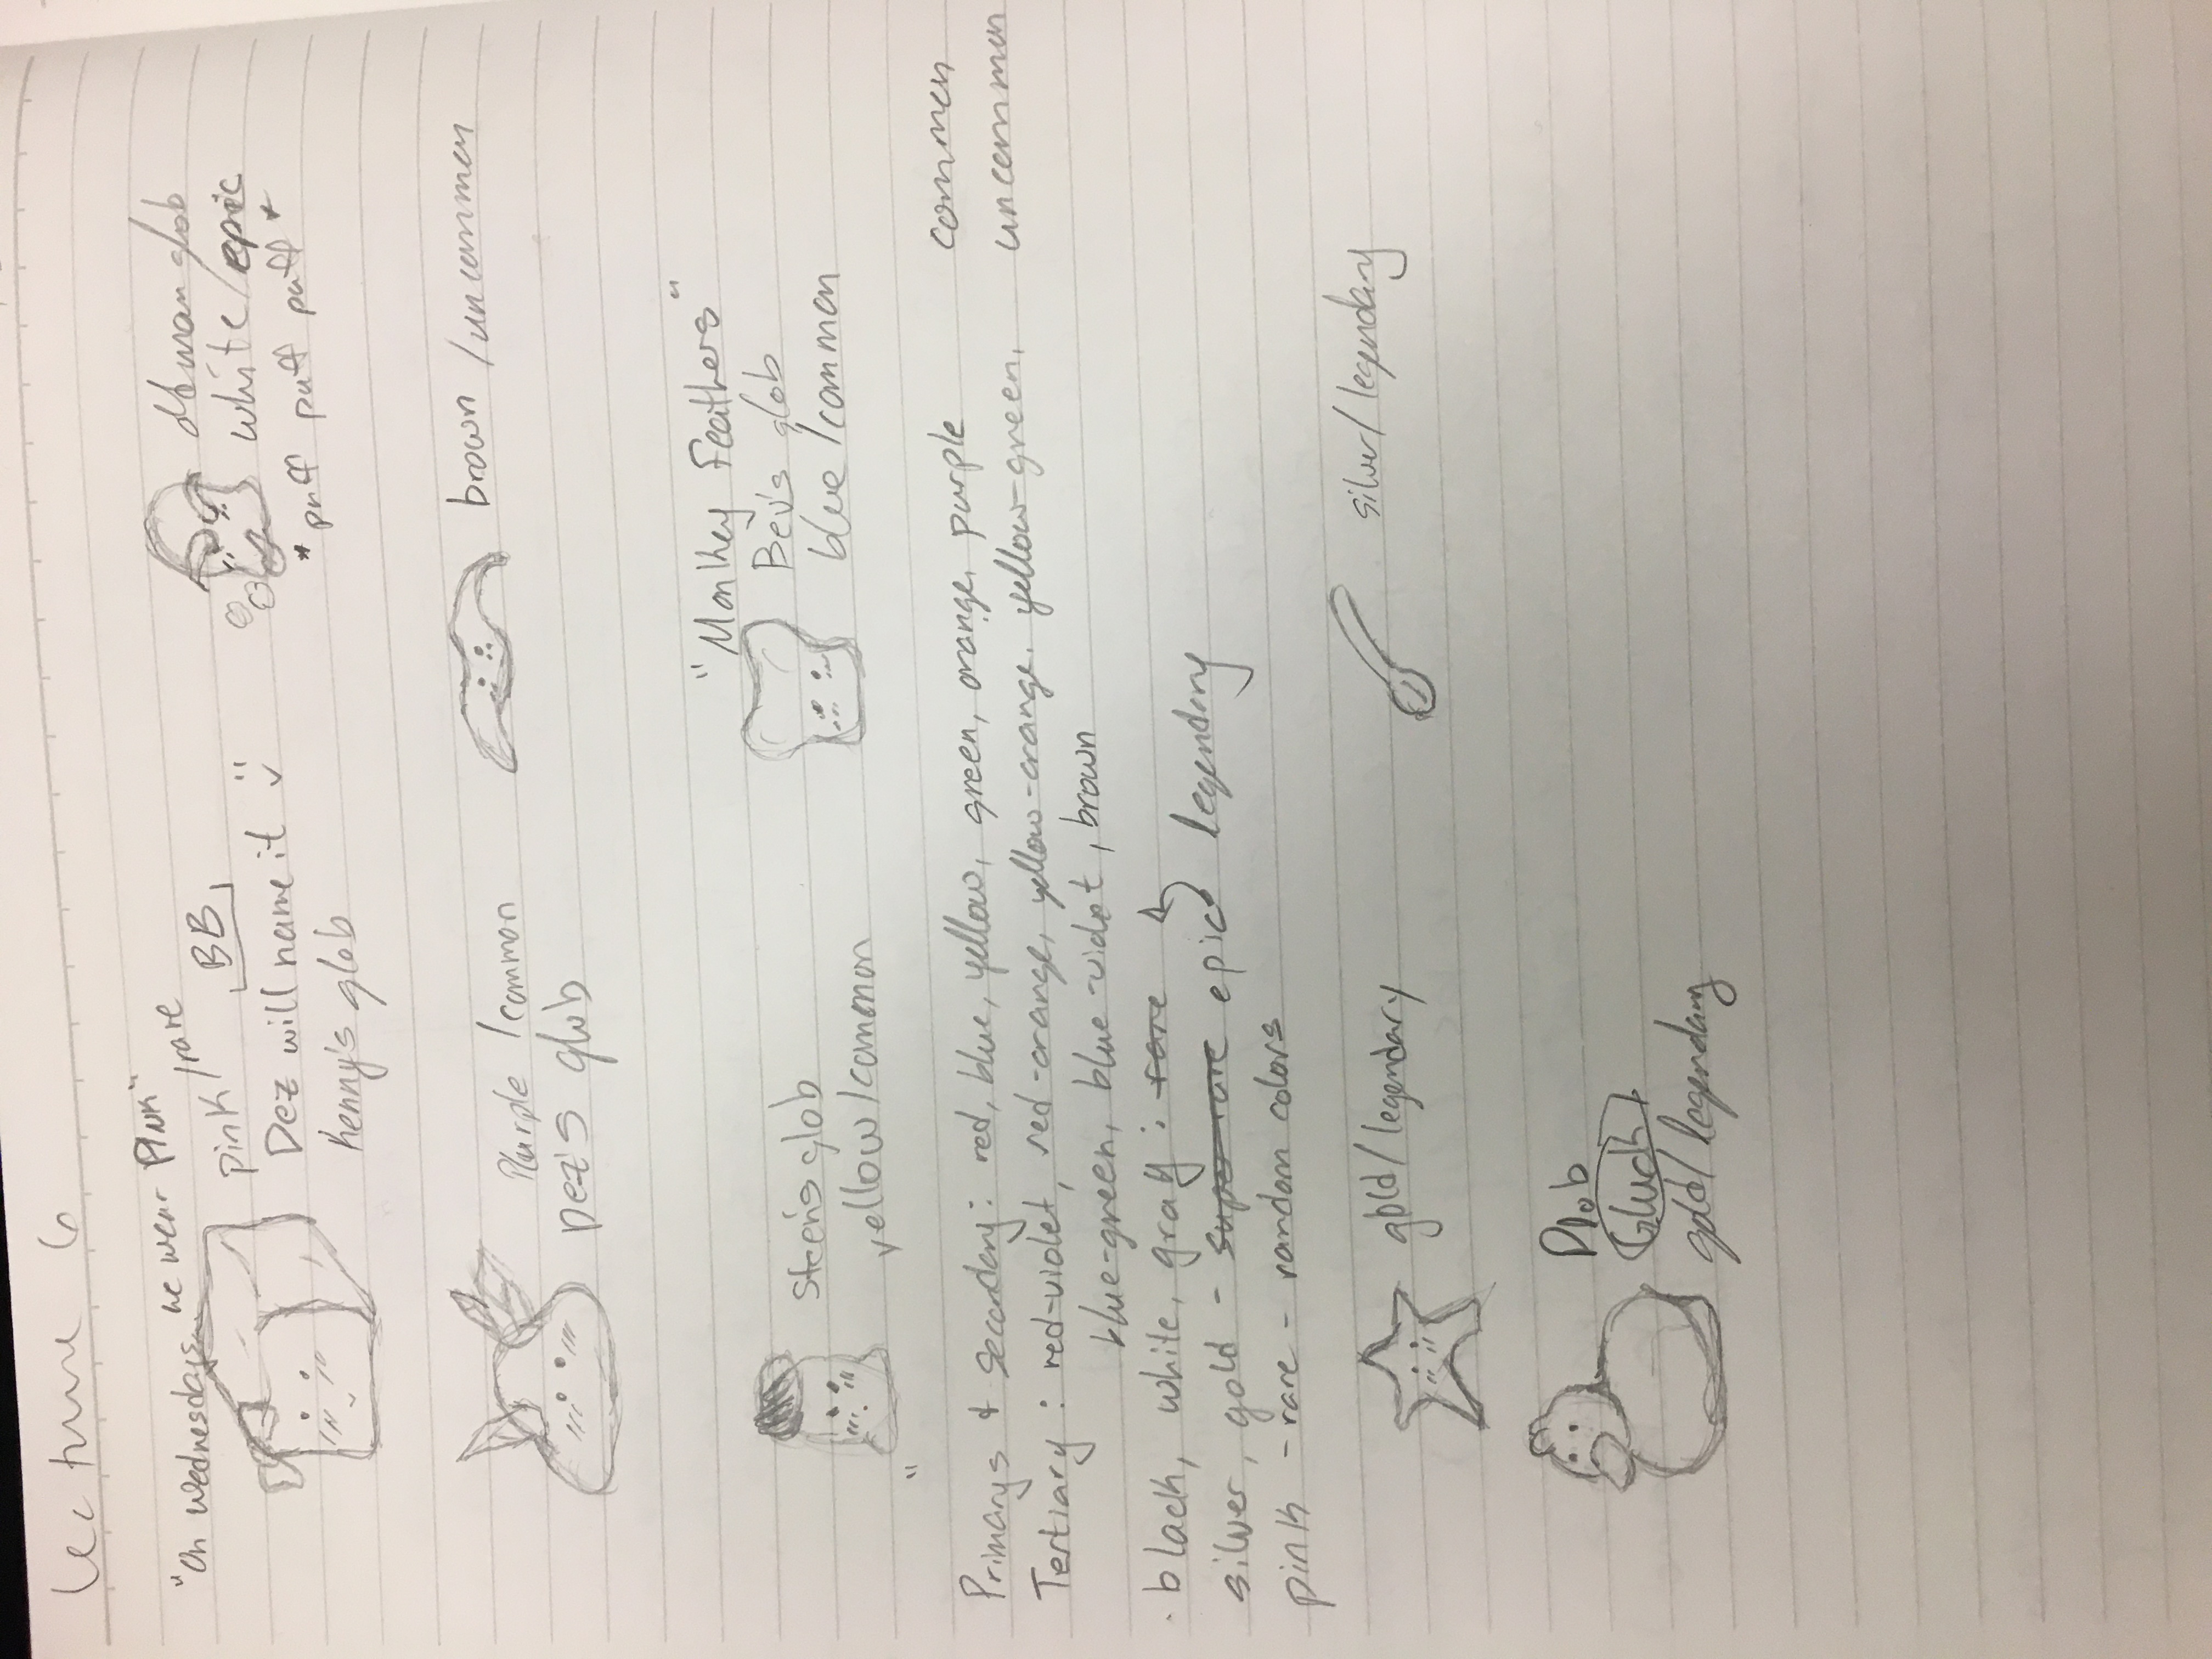 Lecture 6
"On Wednesdays we wear PINK"
pink/rare
BB
Dez will name it
Kenny's glob
old man glob
white/epic
*puff puff puff*
Purple/common
Dez's glob
brown/uncommon
Steen's glob
yellow/common
"Monkey Feathers"
Bev's glob
blue/common
"
Primarys & Secondary: red, blue, yellow, green, orange, purple common
Tertiary: red-violet, red-orange, yellow-orange, yellow-green, uncommon
blue-green, blue-violet, brown
black, white, gray: rare
silver, gold - super rare epic legendary
pink - rare - random colors
gold/legendary
silver/legendary
Dlob
Gluck
gold/legendary